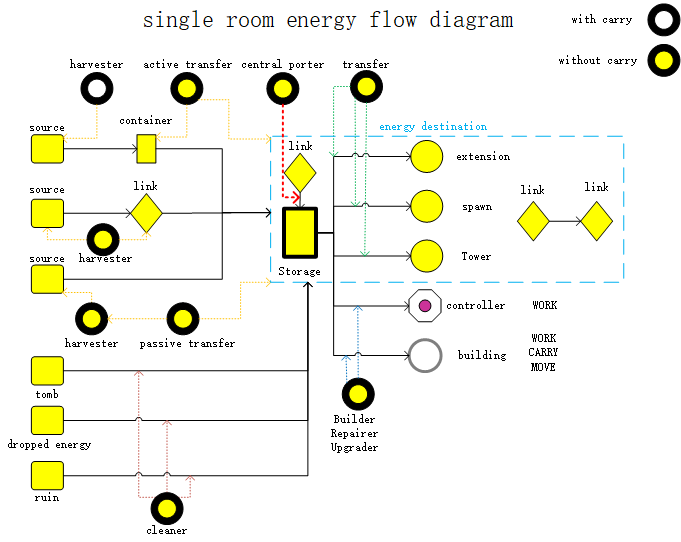 single room energy flow diagram
with carry
without carry
harvester
active transfer
central porter
transfer
source
container
energy destination
link
extension
source
link
link
link
spawn
harvester
source
Storage
Tower
harvester
passive transfer
controller
WORK
building
WORK
CARRY
MOVE
tomb
Builder
Repairer
Upgrader
dropped energy
ruin
cleaner